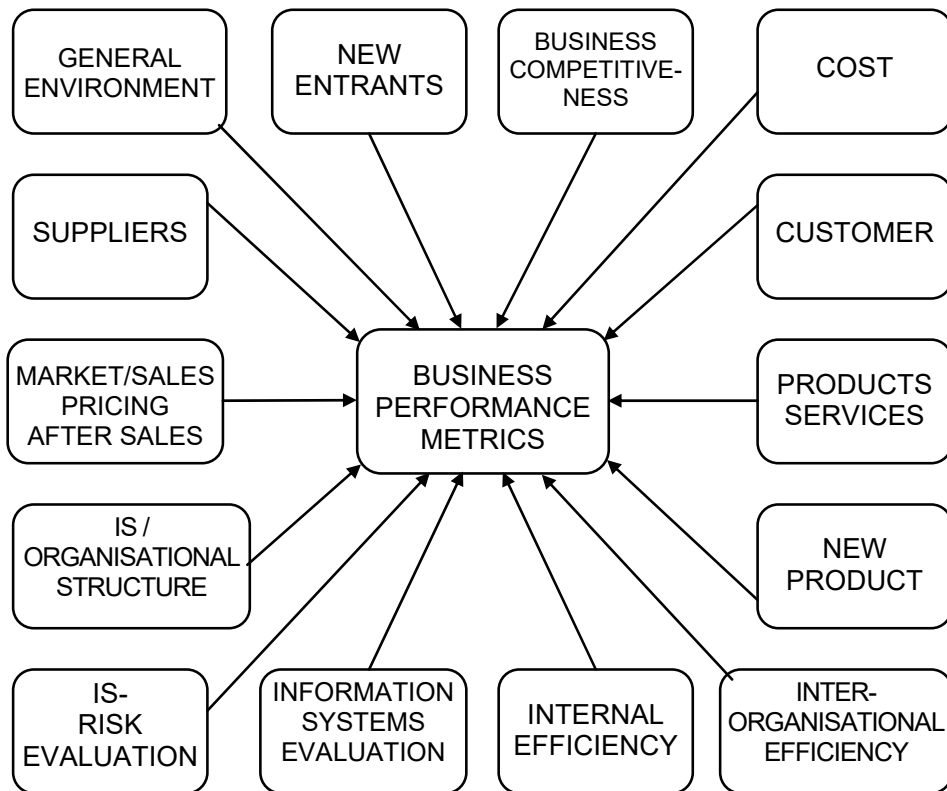 GENERAL
ENVIRONMENT
NEW
ENTRANTS
BUSINESS
COMPETITIVE-
NESS
COST
SUPPLIERS
CUSTOMER
MARKET/SALES
PRICING
AFTER SALES
BUSINESS
PERFORMANCE
METRICS
PRODUCTS
SERVICES
IS /
ORGANISATIONAL
STRUCTURE
NEW
PRODUCT
IS-
RISK
EVALUATION
INFORMATION
SYSTEMS
EVALUATION
INTERNAL
EFFICIENCY
INTER-
ORGANISATIONAL
EFFICIENCY